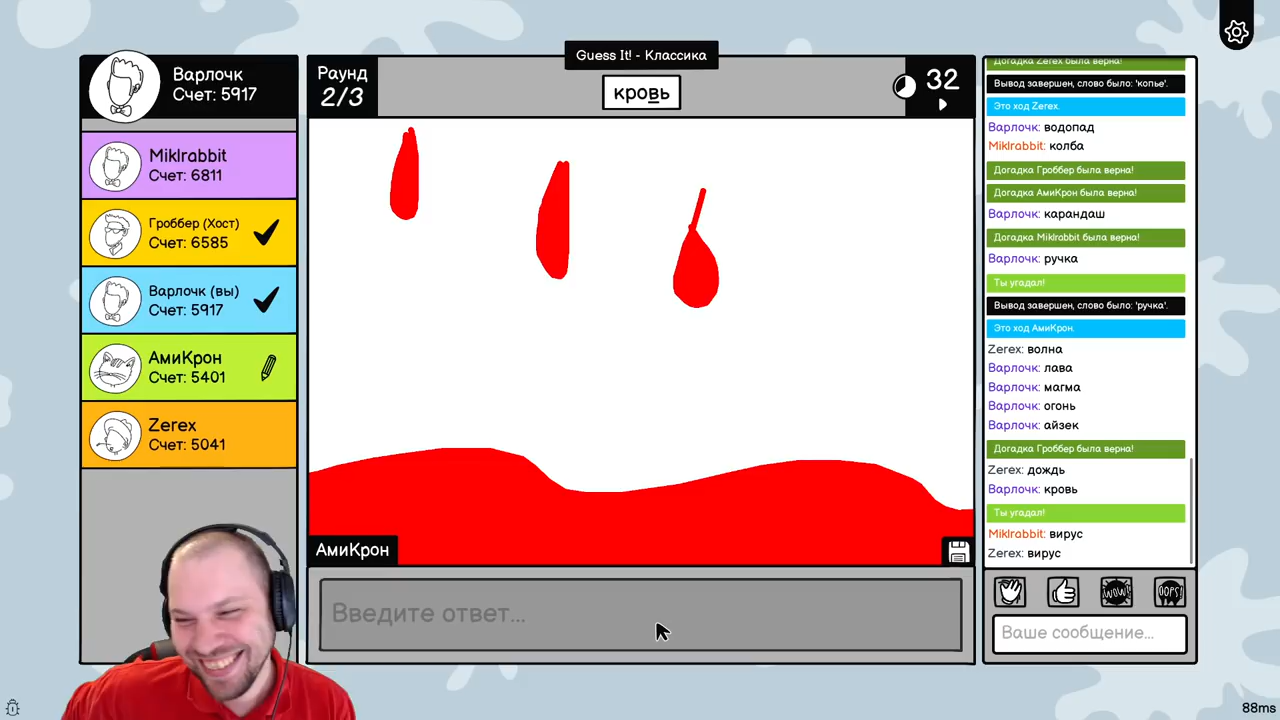 Guess It! - Классика
Варлочк
Счет: 5917
Miklrabbit
Счет: 6811
Гроббер (Хост)
Счет: 6585
Варлочк (вы)
Счет: 5917
АмиКрон
Счет: 5401
Zerex
Счет: 5041
Раунд
2/3
кровь
32
АмиКрон
Введите ответ...
Догадка Zerex была верна!
Вывод завершен, слово было: 'копье'.
Это ход Zerex.
Варлочк: водопад
Miklrabbit: колба
Догадка Гроббер была верна!
Догадка АмиКрон была верна!
Варлочк: карандаш
Догадка Miklrabbit была верна!
Варлочк: ручка
Ты угадал!
Вывод завершен, слово было: 'ручка'.
Это ход АмиКрон.
Zerex: волна
Варлочк: лава
Варлочк: магма
Варлочк: огонь
Варлочк: айзек
Догадка Гроббер была верна!
Zerex: дождь
Варлочк: кровь
Ты угадал!
Miklrabbit: вирус
Zerex: вирус
WOW!
OOPS!
Ваше сообщение...
88ms